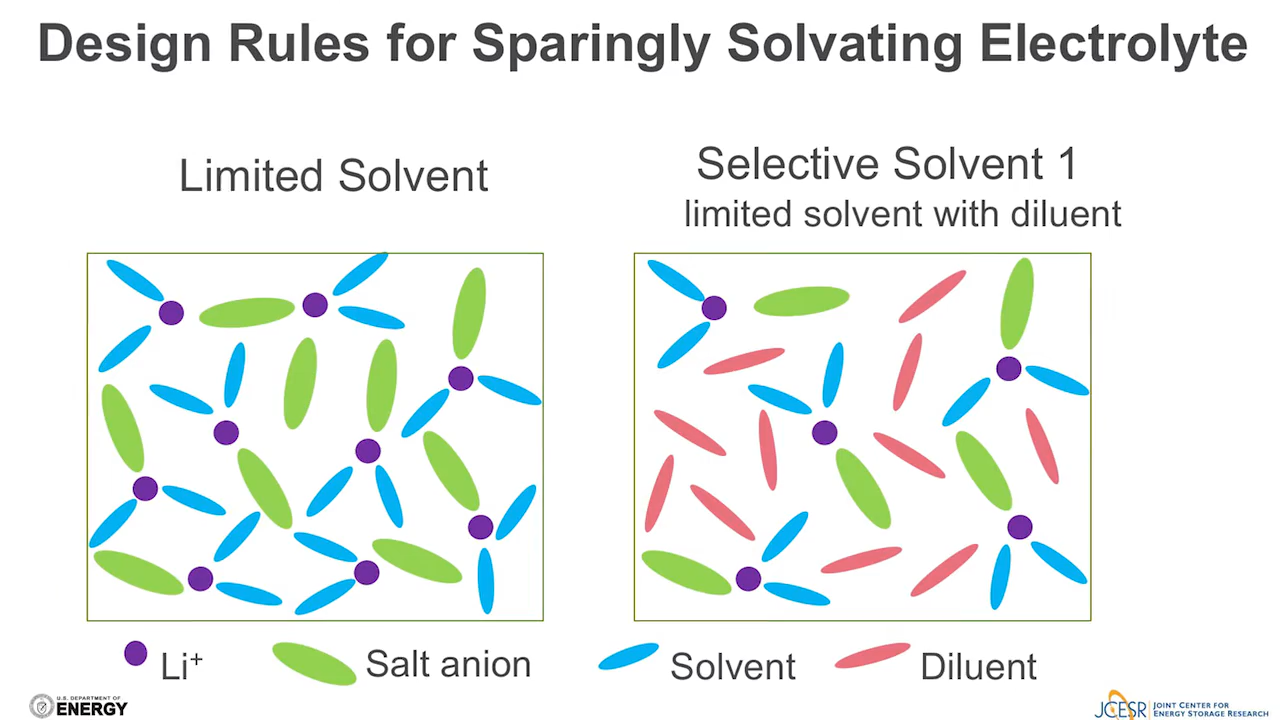 Design Rules for Sparingly Solvating Electrolyte
Limited Solvent
Selective Solvent 1
limited solvent with diluent
Li⁺
Salt anion
Solvent
Diluent
U.S. DEPARTMENT OF
ENERGY
JCESR
JOINT CENTER FOR
ENERGY STORAGE RESEARCH